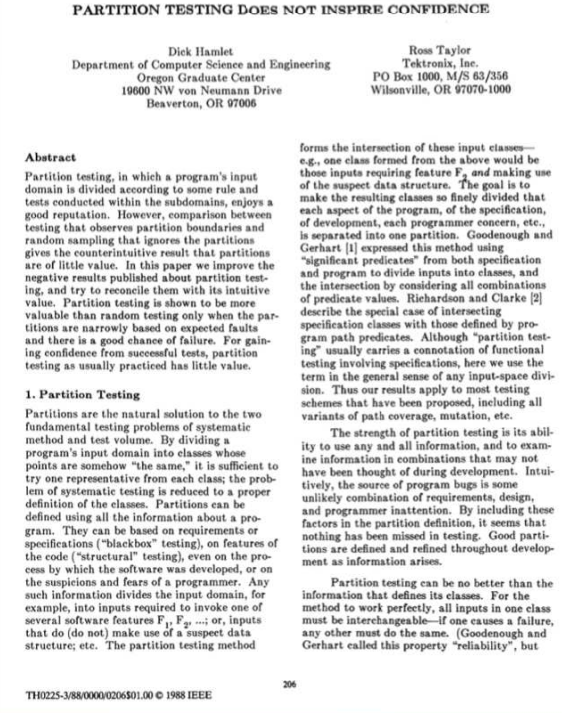 PARTITION TESTING DOES NOT INSPIRE CONFIDENCE
Dick Hamlet
Department of Computer Science and Engineering
Oregon Graduate Center
19600 NW von Neumann Drive
Beaverton, OR 97006
Ross Taylor
Tektronix, Inc.
PO Box 1000, M/S 63/356
Wilsonville, OR 97070-1000
Abstract
Partition testing, in which a program's input
domain is divided according to some rule and
tests conducted within the subdomains, enjoys a
good reputation. However, comparison between
testing that observes partition boundaries and
random sampling that ignores the partitions
gives the counterintuitive result that partitions
are of little value. In this paper we improve the
negative results published about partition test-
ing, and try to reconcile them with its intuitive
value. Partition testing is shown to be more
valuable than random testing only when the par-
titions are narrowly based on expected faults
and there is a good chance of failure. For gain-
ing confidence from successful tests, partition
testing as usually practiced has little value.
1. Partition Testing
Partitions are the natural solution to the two
fundamental testing problems of systematic
method and test volume. By dividing a
program's input domain into classes whose
points are somehow "the same," it is sufficient to
try one representative from each class; the prob-
lem of systematic testing is reduced to a proper
definition of the classes. Partitions can be
defined using all the information about a pro-
gram. They can be based on requirements or
specifications ("blackbox" testing), on features of
the code ("structural" testing), even on the pro-
cess by which the software was developed, or on
the suspicions and fears of a programmer. Any
such information divides the input domain, for
example, into inputs required to invoke one of
several software features F1, F2, ...; or, inputs
that do (do not) make use of a suspect data
structure; etc. The partition testing method
forms the intersection of these input classes—
e.g., one class formed from the above would be
those inputs requiring feature F2 and making use
of the suspect data structure. The goal is to
make the resulting classes so finely divided that
each aspect of the program, of the specification,
of development, each programmer concern, etc.,
is separated into one partition. Goodenough and
Gerhart [1] expressed this method using
"significant predicates" from both specification
and program to divide inputs into classes, and
the intersection by considering all combinations
of predicate values. Richardson and Clarke [2]
describe the special case of intersecting
specification classes with those defined by pro-
gram path predicates. Although "partition test-
ing" usually carries a connotation of functional
testing involving specifications, here we use the
term in the general sense of any input-space divi-
sion. Thus our results apply to most testing
schemes that have been proposed, including all
variants of path coverage, mutation, etc.
The strength of partition testing is its abil-
ity to use any and all information, and to exam-
ine information in combinations that may not
have been thought of during development. Intui-
tively, the source of program bugs is some
unlikely combination of requirements, design,
and programmer inattention. By including these
factors in the partition definition, it seems that
nothing has been missed in testing. Good parti-
tions are defined and refined throughout develop-
ment as information arises.
Partition testing can be no better than the
information that defines its classes. For the
method to work perfectly, all inputs in one class
must be interchangeable—if one causes a failure,
any other must do the same. (Goodenough and
Gerhart called this property "reliability", but
206
TH0225-3/88/0000/0206$01.00 © 1988 IEEE